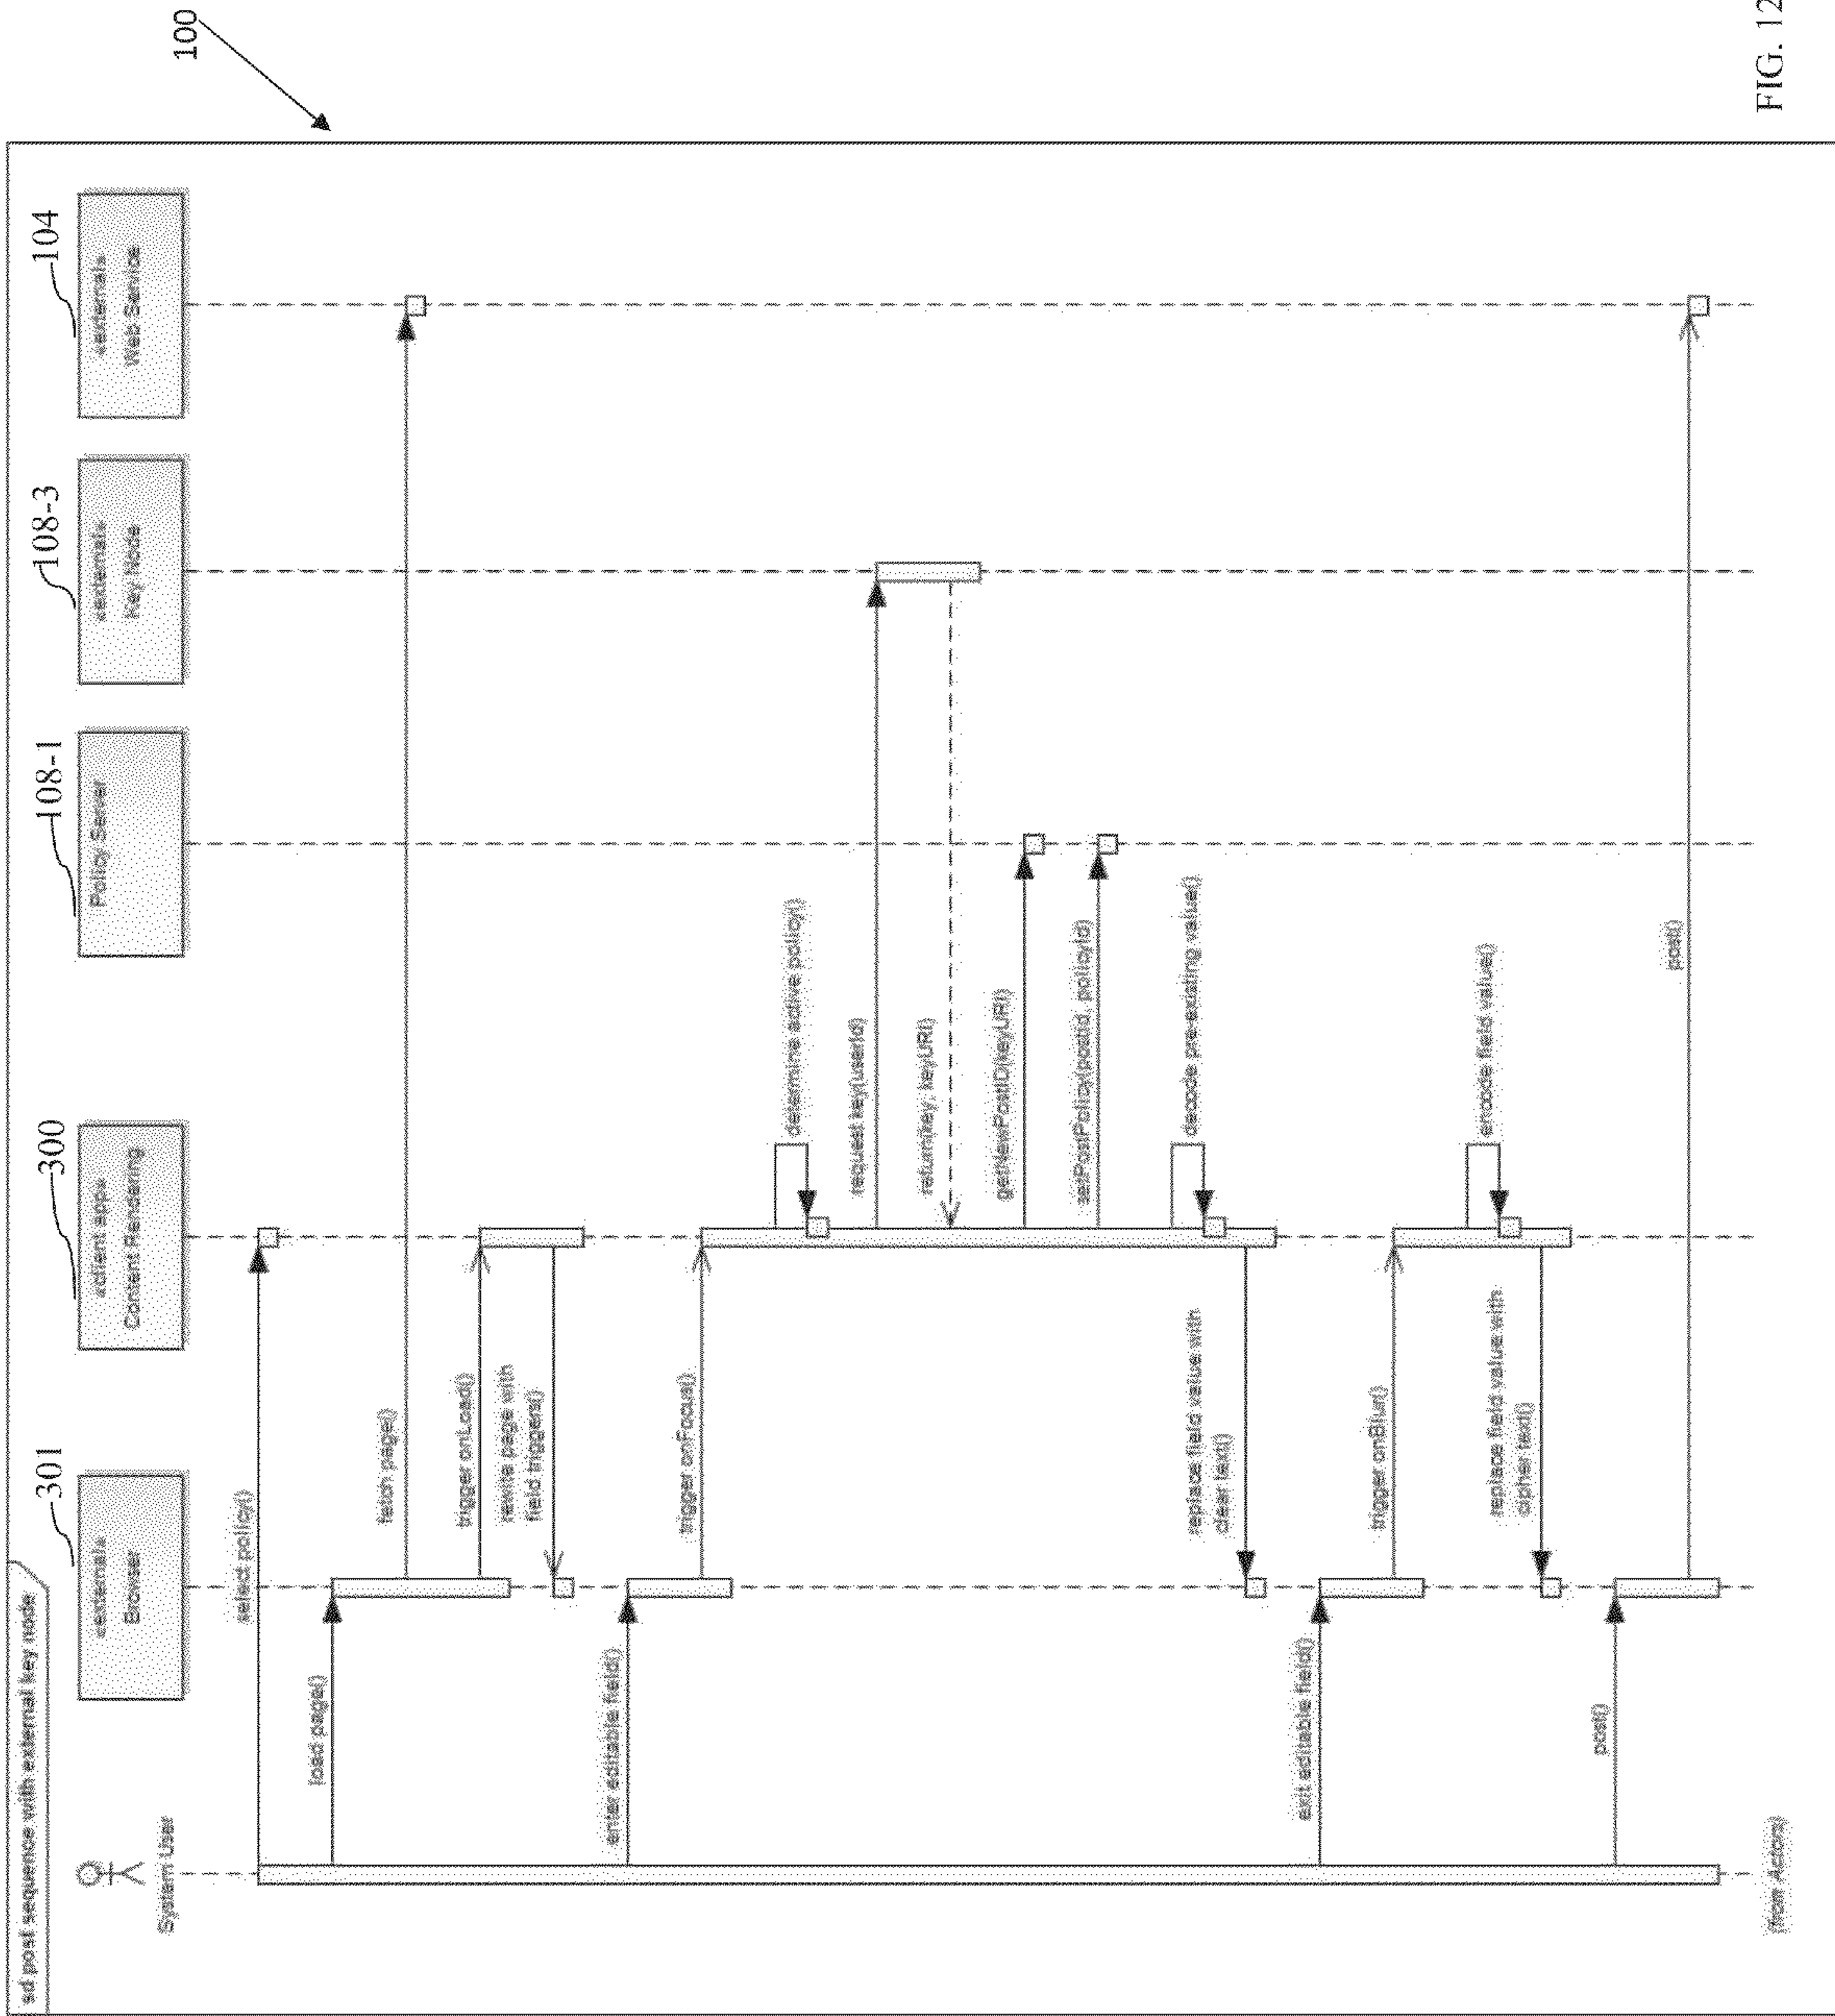 sd post sequence with external key node
System User
301
«external»
Browser
300
«client app»
Content Rendering
108-1
Policy Server
108-3
«external»
Key Node
104
«external»
Web Service
100
select policy()
load page()
fetch page()
trigger onLoad()
rewrite page with
field triggers()
enter editable field()
trigger onFocus()
determine active policy()
request key(userId)
return(key, keyURI)
getNewPostID(keyURI)
setPostPolicy(postId, policyId)
decode pre-existing value()
replace field value with
clear text()
exit editable field()
trigger onBlur()
encode field value()
replace field value with
cipher text()
post()
post()
(from Actors)
FIG. 12